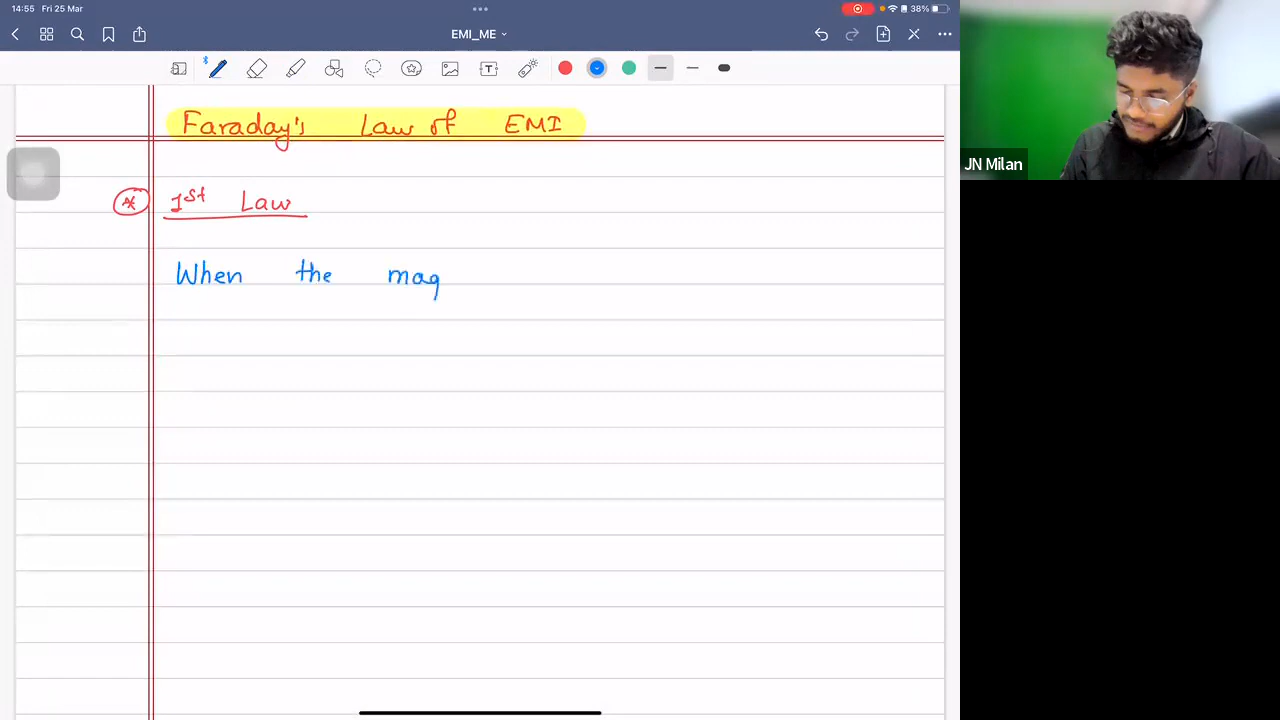 14:55 Fri 25 Mar
38%
EMI_ME
Faraday's Law of EMI
1st Law
When the mag
JN Milan